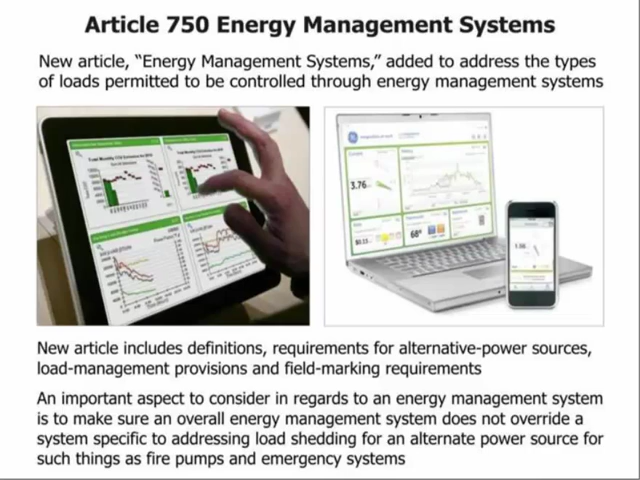 Article 750 Energy Management Systems
New article, “Energy Management Systems,” added to address the types
of loads permitted to be controlled through energy management systems
3.76
$0.13
68°
1.56
New article includes definitions, requirements for alternative-power sources,
load-management provisions and field-marking requirements
An important aspect to consider in regards to an energy management system
is to make sure an overall energy management system does not override a
system specific to addressing load shedding for an alternate power source for
such things as fire pumps and emergency systems